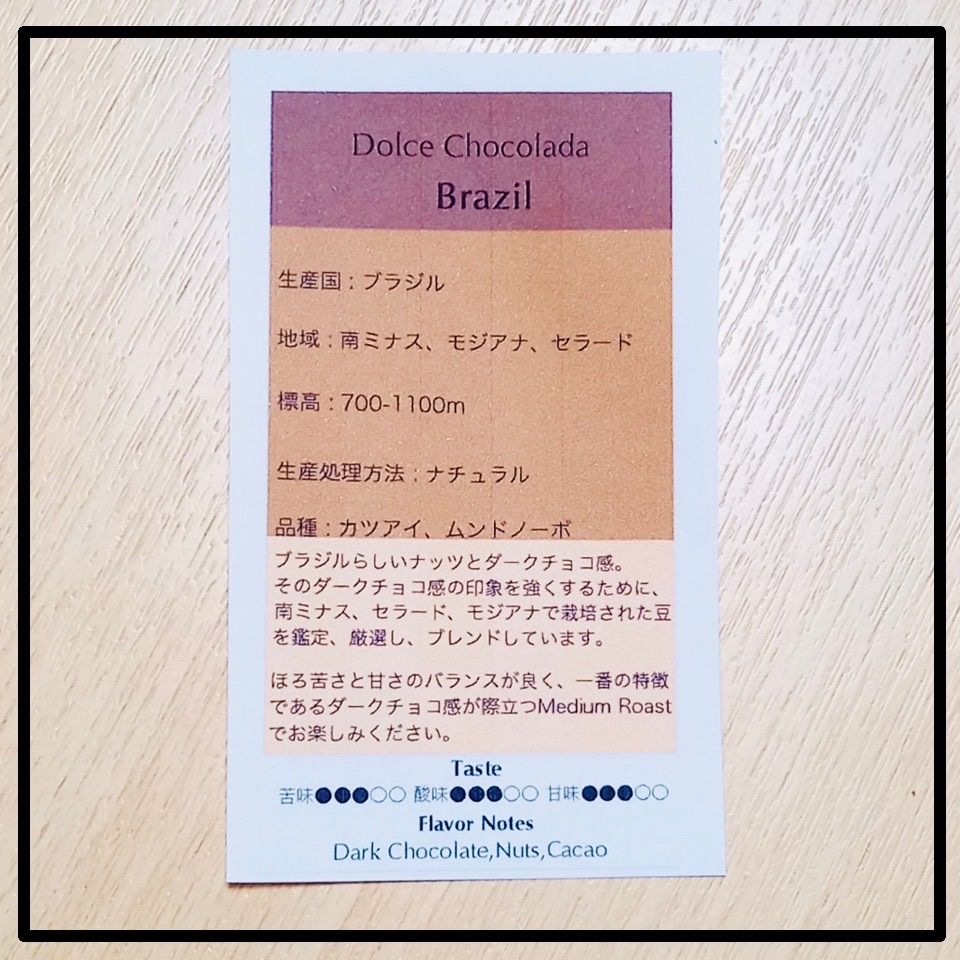 Dolce Chocolada
Brazil
生産国：ブラジル
地域：南ミナス、モジアナ、セラード
標高：700-1100m
生産処理方法：ナチュラル
品種：カツアイ、ムンドノーボ
ブラジルらしいナッツとダークチョコ感。
そのダークチョコ感の印象を強くするために、
南ミナス、セラード、モジアナで栽培された豆
を鑑定、厳選し、ブレンドしています。
ほろ苦さと甘さのバランスが良く、一番の特徴
であるダークチョコ感が際立つMedium Roast
でお楽しみください。
Taste
苦味●●●○○ 酸味●●●○○ 甘味●●●○○
Flavor Notes
Dark Chocolate,Nuts,Cacao